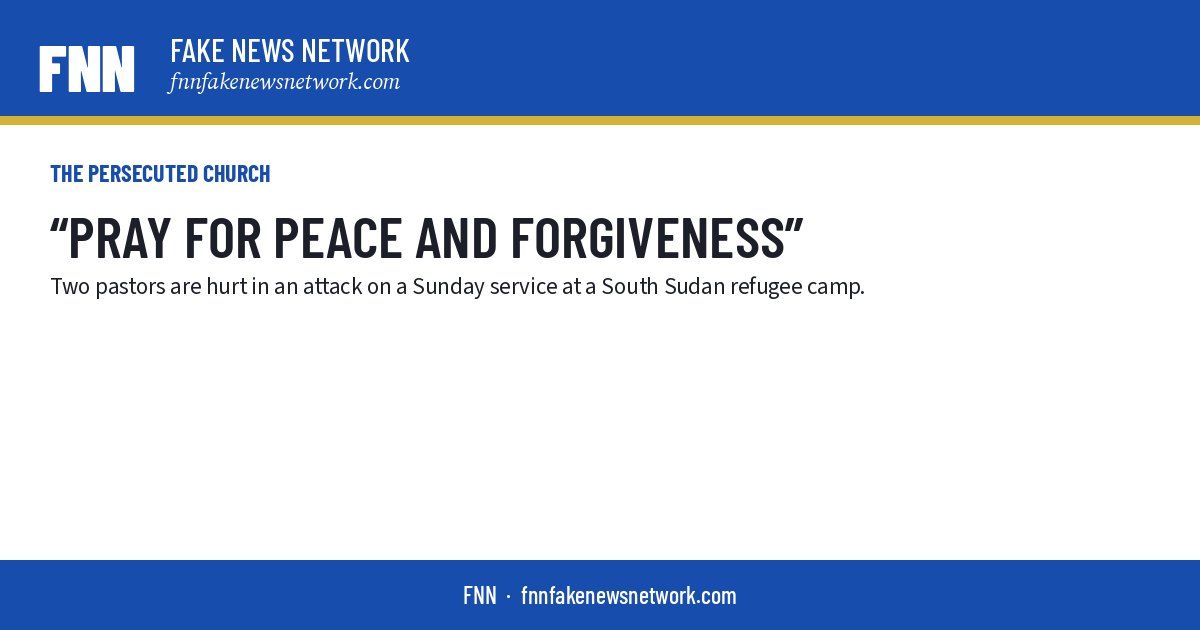 FNN
FAKE NEWS NETWORK
fnnfakenewsnetwork.com
THE PERSECUTED CHURCH
“PRAY FOR PEACE AND FORGIVENESS”
Two pastors are hurt in an attack on a Sunday service at a South Sudan refugee camp.
FNN · fnnfakenewsnetwork.com